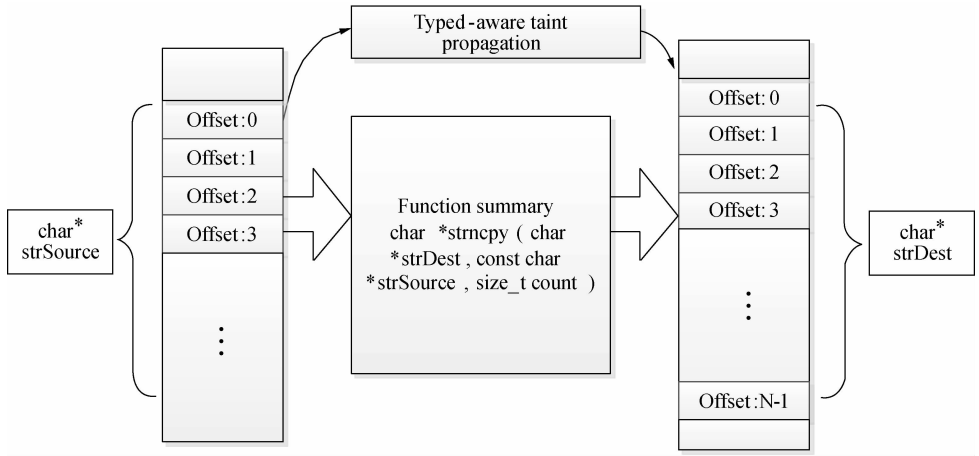 Typed-aware taint
propagation
char*
strSource
Offset:0
Offset:1
Offset:2
Offset:3
Function summary
char *strncpy ( char
*strDest , const char
*strSource , size_t count )
Offset:0
Offset:1
Offset:2
Offset:3
Offset:N-1
char*
strDest